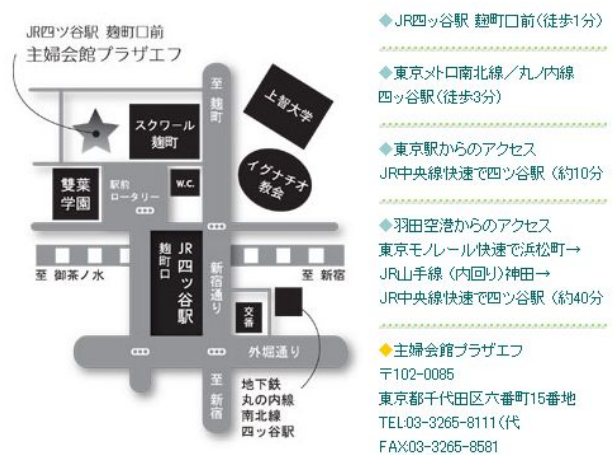 JR四ツ谷駅 麹町口前
主婦会館プラザエフ
至 麹町
上智大学
スクワール
麹町
イグナチオ
教会
雙葉
学園
駅前
ロータリー
W.C.
JR四ツ谷駅
麹町口
新宿通り
至 御茶ノ水
至 新宿
交番
外堀通り
至 新宿
地下鉄
丸の内線
南北線
四ッ谷駅
◆JR四ッ谷駅 麹町口前(徒歩1分)
◆東京メトロ南北線／丸ノ内線
四ッ谷駅(徒歩3分)
◆東京駅からのアクセス
JR中央線快速で四ツ谷駅 (約10分
◆羽田空港からのアクセス
東京モノレール快速で浜松町→
JR山手線 (内回り)神田→
JR中央線快速で四ツ谷駅 (約40分
◆主婦会館プラザエフ
〒102-0085
東京都千代田区六番町15番地
TEL:03-3265-8111(代
FAX:03-3265-8581